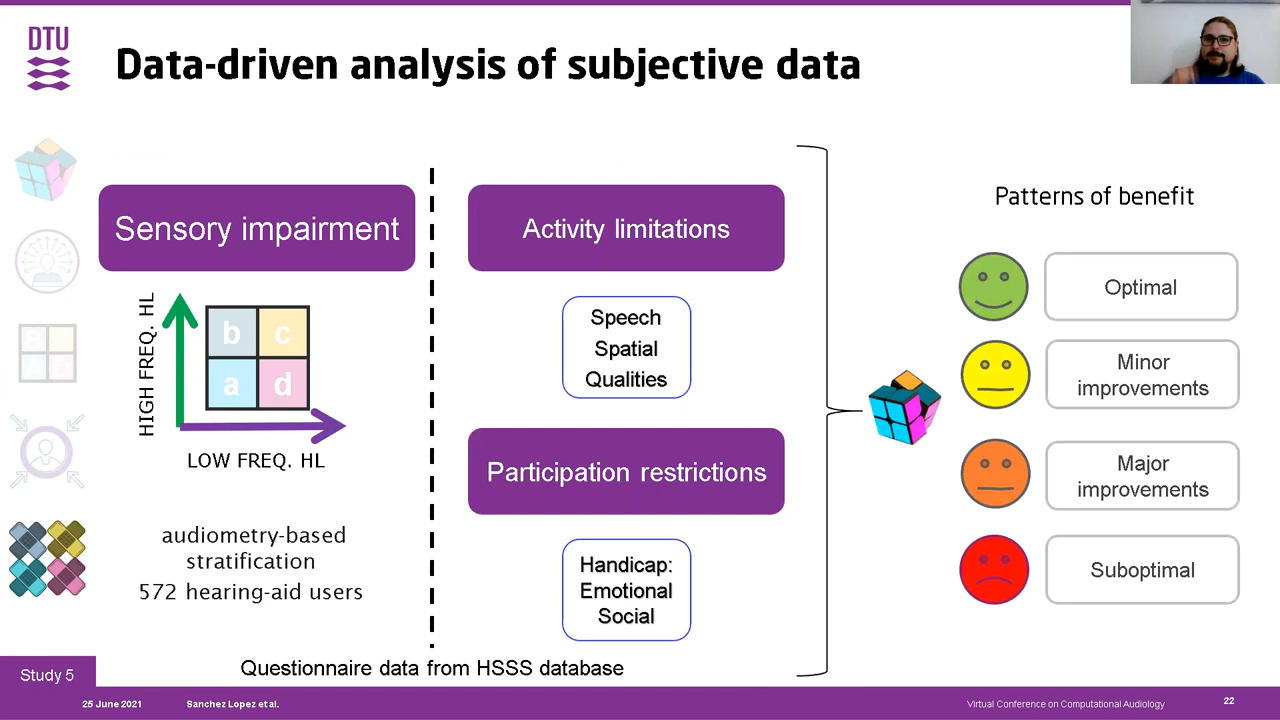 DTU
Data-driven analysis of subjective data
Sensory impairment
HIGH FREQ. HL
b
c
a
d
LOW FREQ. HL
audiometry-based
stratification
572 hearing-aid users
Activity limitations
Speech
Spatial
Qualities
Participation restrictions
Handicap:
Emotional
Social
Questionnaire data from HSSS database
Patterns of benefit
Optimal
Minor
improvements
Major
improvements
Suboptimal
Study 5
25 June 2021
Sanchez Lopez et al.
Virtual Conference on Computational Audiology
22